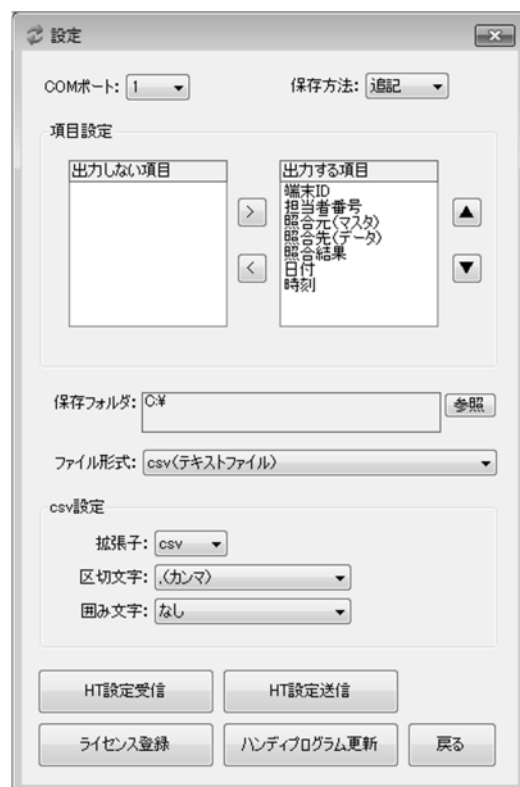 設定
COMポート: 1 保存方法: 追記
項目設定
出力しない項目
出力する項目
端末ID
担当者番号
照合元(マスタ)
照合先(データ)
照合結果
日付
時刻
>
<
▲
▼
保存フォルダ: C:¥ 参照
ファイル形式: csv(テキストファイル)
csv設定
拡張子: csv
区切文字: ,(カンマ)
囲み文字: なし
HT設定受信 HT設定送信
ライセンス登録 ハンディプログラム更新 戻る